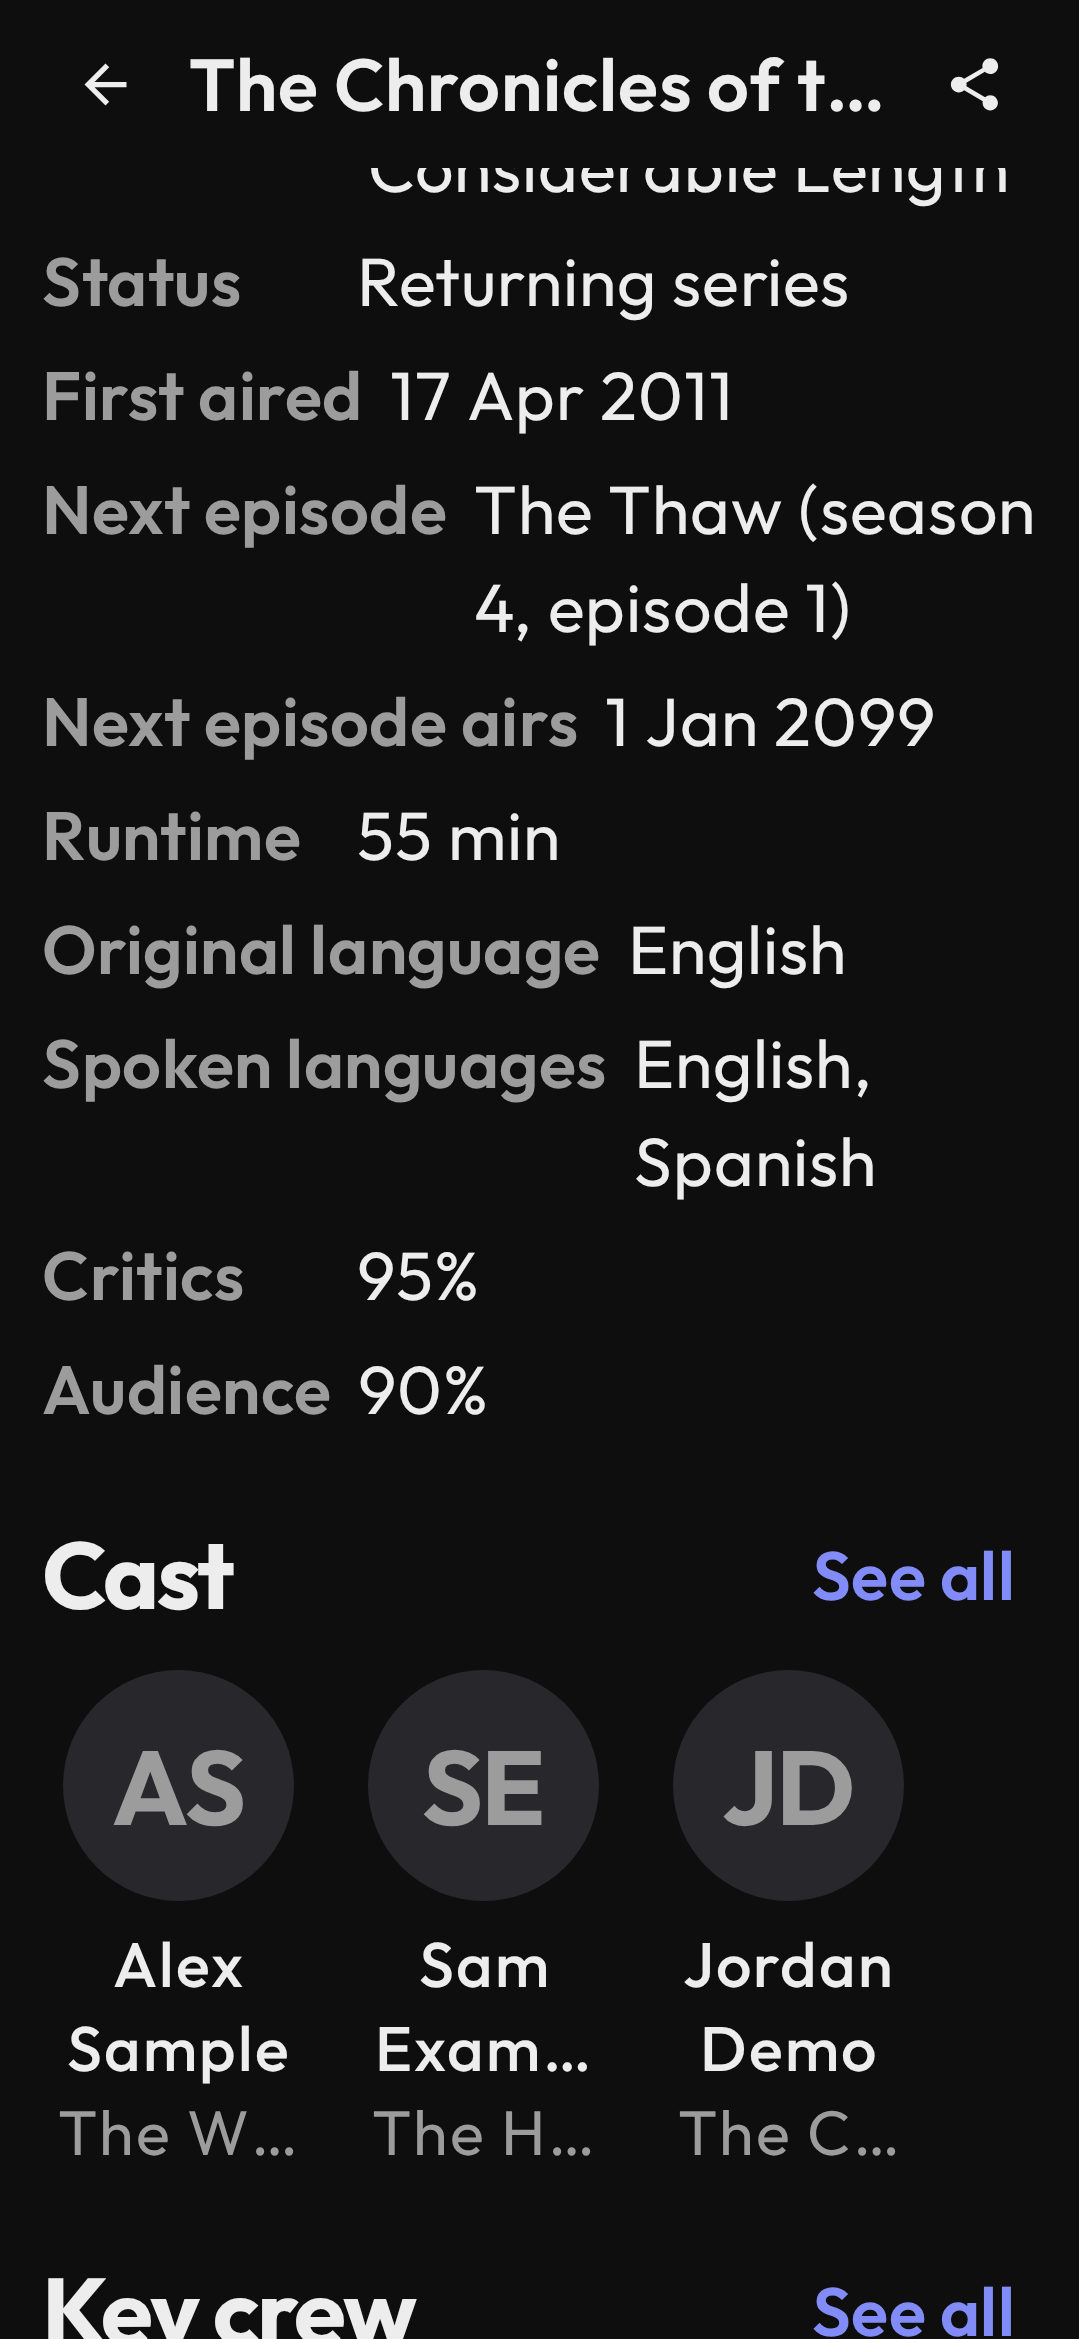 The Chronicles of t...
Considerable Length
Status Returning series
First aired 17 Apr 2011
Next episode The Thaw (season
4, episode 1)
Next episode airs 1 Jan 2099
Runtime 55 min
Original language English
Spoken languages English,
Spanish
Critics 95%
Audience 90%
Cast See all
AS SE JD
Alex Sam Jordan
Sample Exam... Demo
The W... The H... The C...
Key crew See all